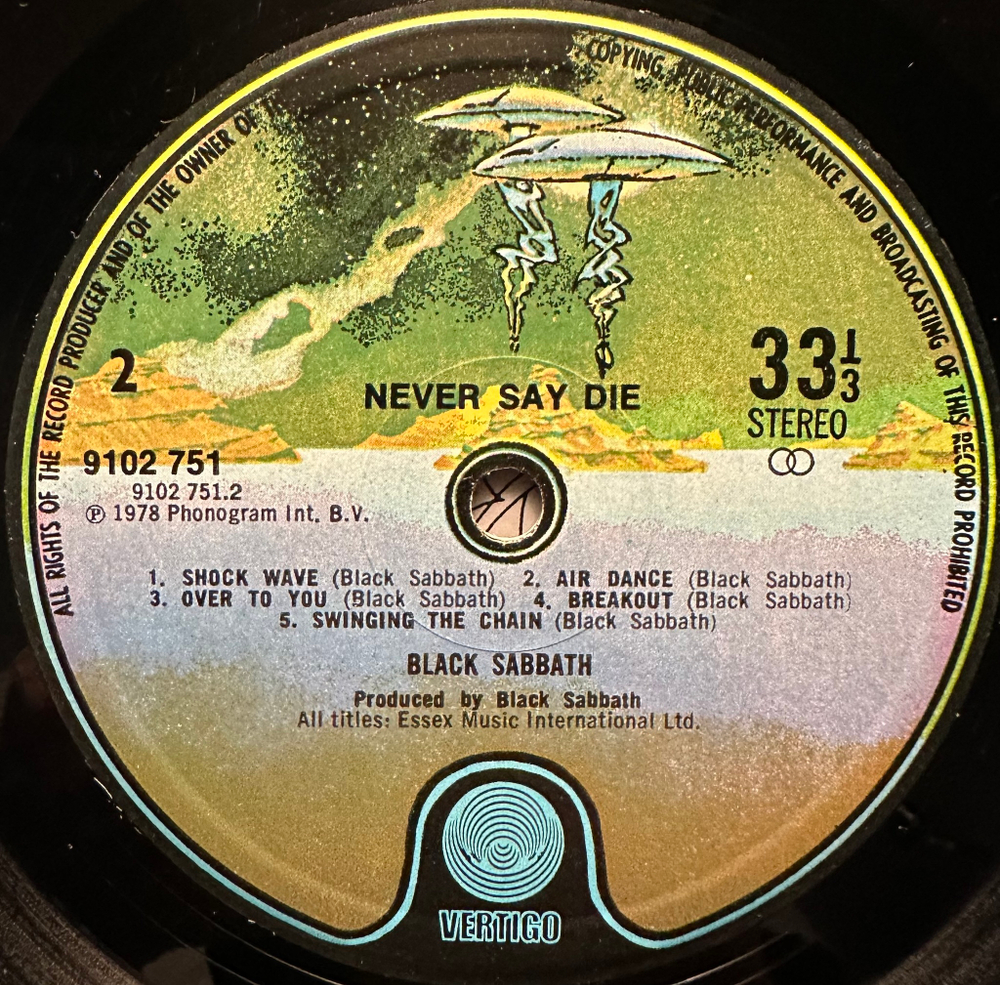 ALL RIGHTS OF THE RECORD PRODUCER AND OF THE OWNER OF
COPYING, PUBLIC PERFORMANCE AND BROADCASTING OF THIS RECORD PROHIBITED
2
NEVER SAY DIE
33 1/3
STEREO
9102 751
9102 751.2
℗ 1978 Phonogram Int. B.V.
1. SHOCK WAVE (Black Sabbath) 2. AIR DANCE (Black Sabbath)
3. OVER TO YOU (Black Sabbath) 4. BREAKOUT (Black Sabbath)
5. SWINGING THE CHAIN (Black Sabbath)
BLACK SABBATH
Produced by Black Sabbath
All titles: Essex Music International Ltd.
VERTIGO